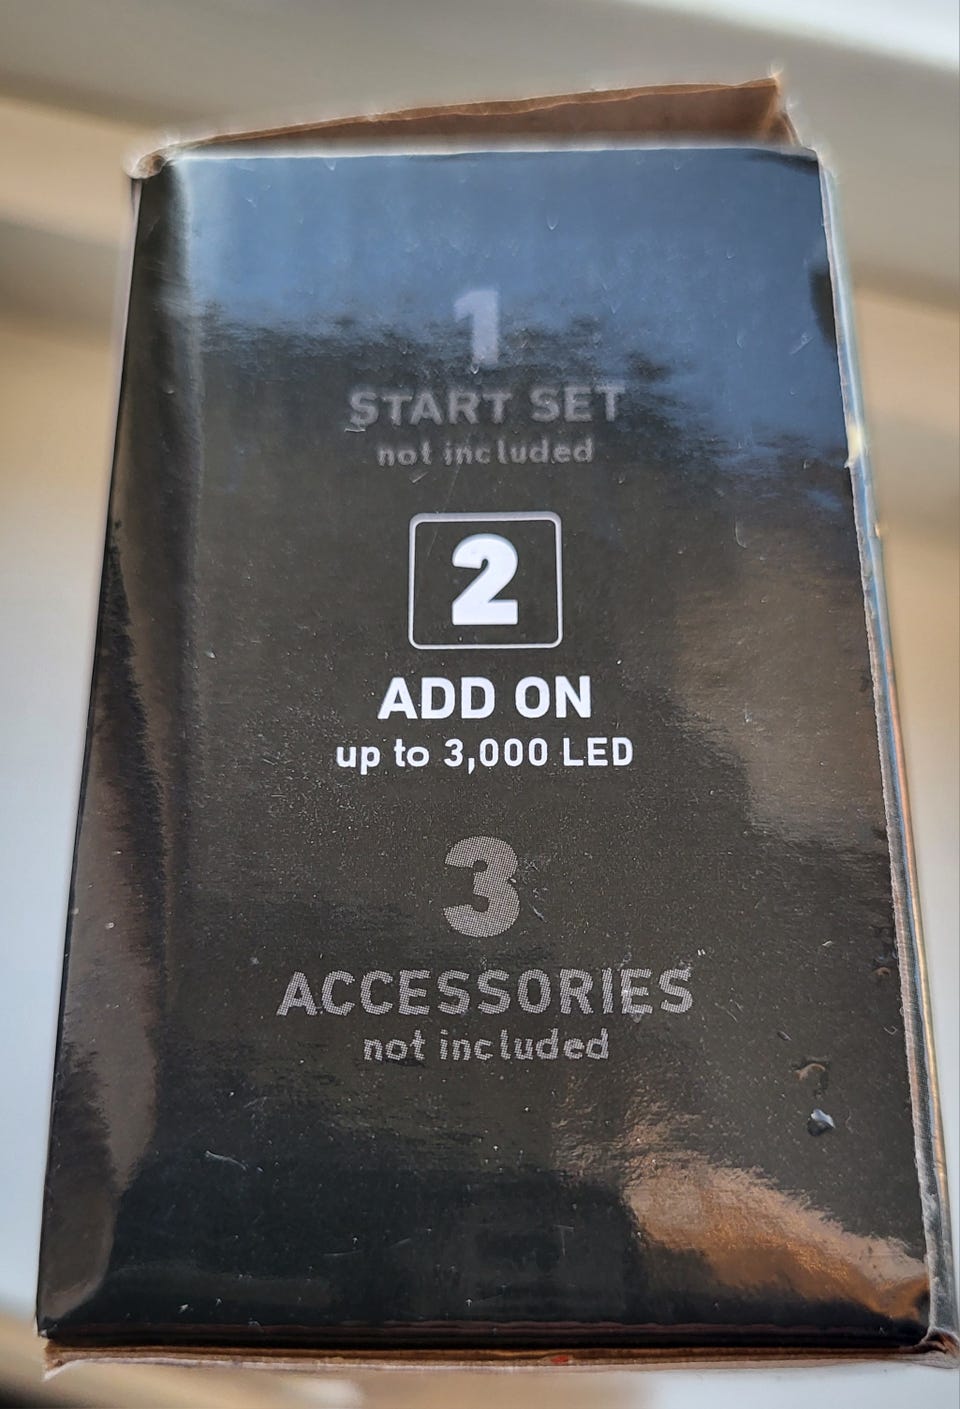 1
START SET
not included
2
ADD ON
up to 3,000 LED
3
ACCESSORIES
not included